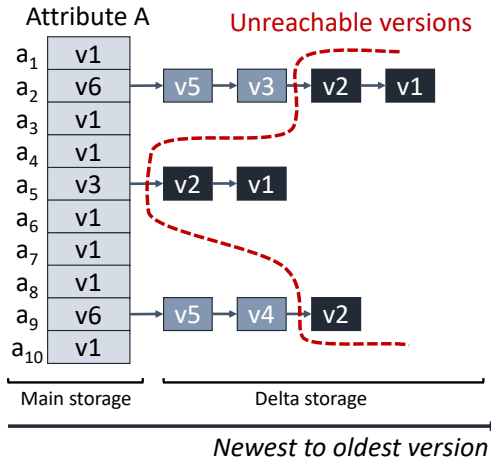 Attribute A
Unreachable versions
a1 v1
a2 v6 v5 v3 v2 v1
a3 v1
a4 v1
a5 v3 v2 v1
a6 v1
a7 v1
a8 v1
a9 v6 v5 v4 v2
a10 v1
Main storage
Delta storage
Newest to oldest version